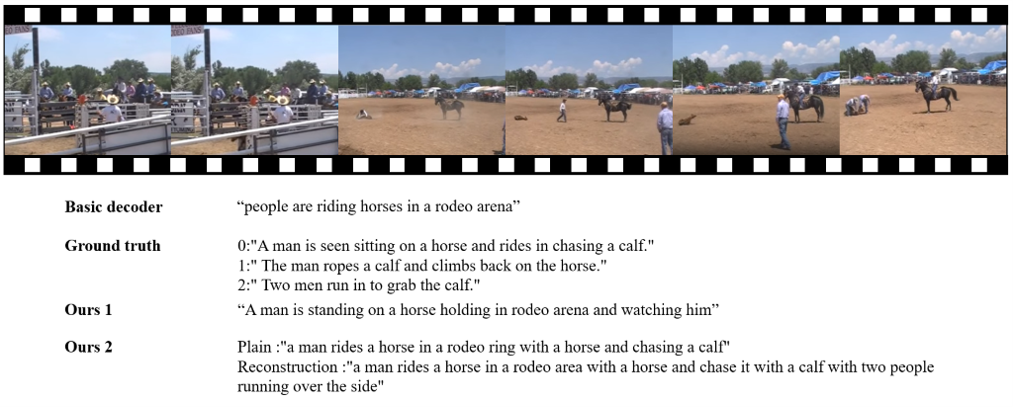 Basic decoder “people are riding horses in a rodeo arena”
Ground truth 0:"A man is seen sitting on a horse and rides in chasing a calf."
1:" The man ropes a calf and climbs back on the horse."
2:" Two men run in to grab the calf."
Ours 1 “A man is standing on a horse holding in rodeo arena and watching him”
Ours 2 Plain :"a man rides a horse in a rodeo ring with a horse and chasing a calf"
Reconstruction :"a man rides a horse in a rodeo area with a horse and chase it with a calf with two people
running over the side"